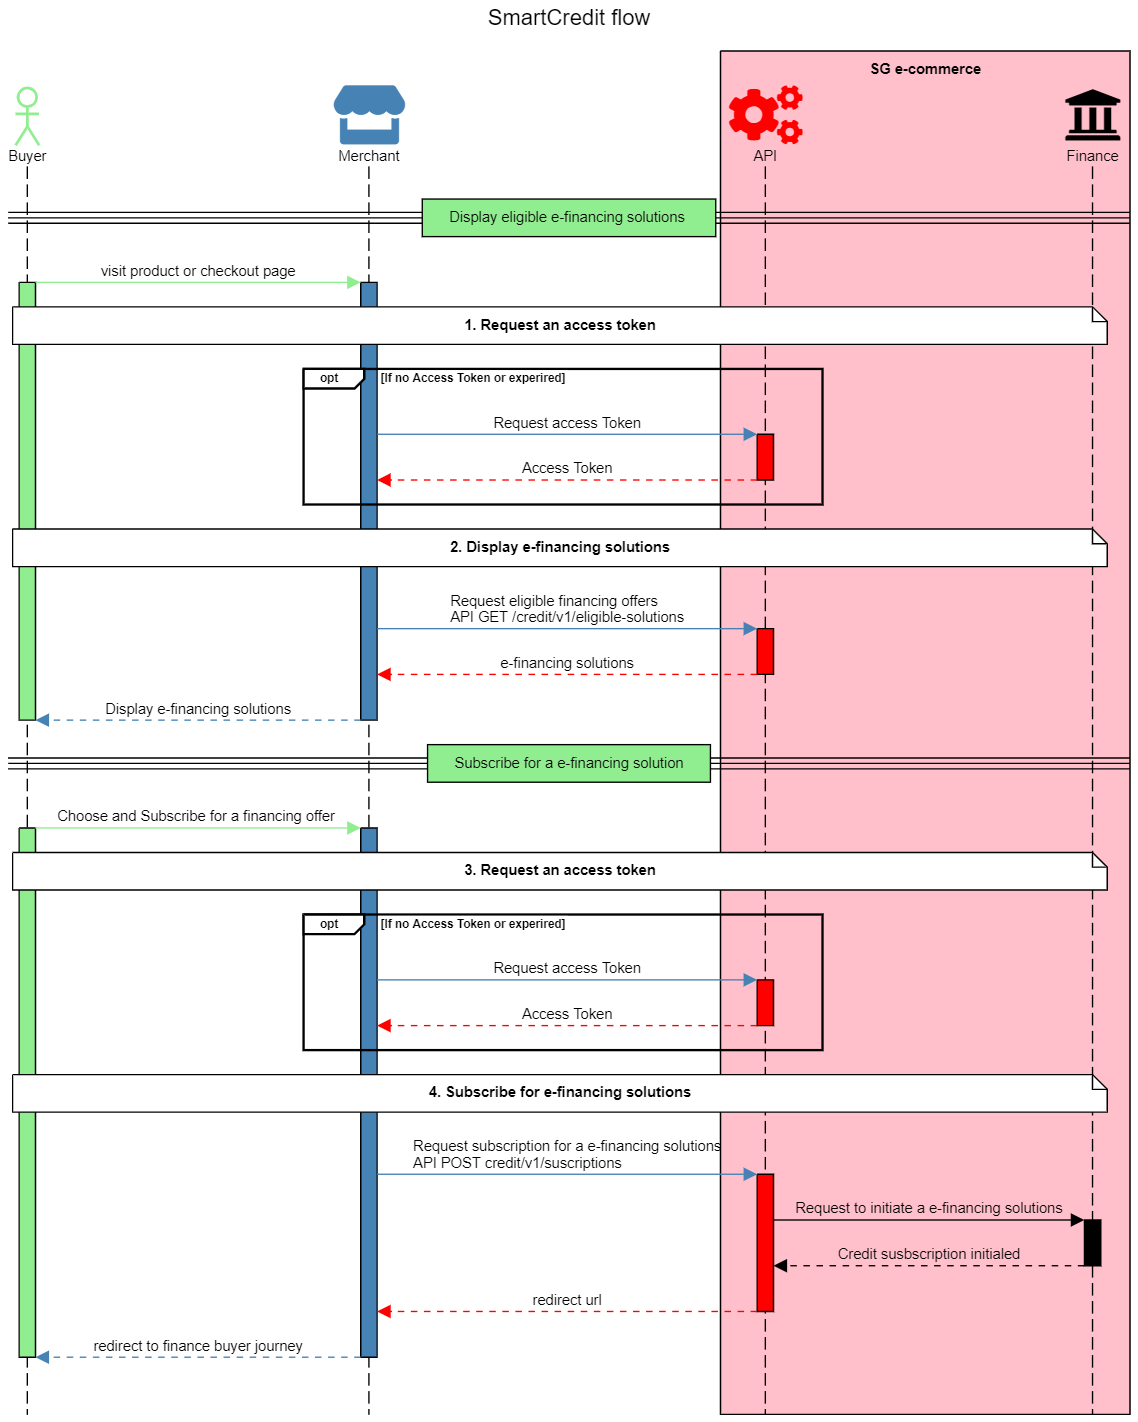 SmartCredit flow
SG e-commerce
Buyer
Merchant
API
Finance
Display eligible e-financing solutions
visit product or checkout page
1. Request an access token
opt
[If no Access Token or experired]
Request access Token
Access Token
2. Display e-financing solutions
Request eligible financing offers
API GET /credit/v1/eligible-solutions
e-financing solutions
Display e-financing solutions
Subscribe for a e-financing solution
Choose and Subscribe for a financing offer
3. Request an access token
opt
[If no Access Token or experired]
Request access Token
Access Token
4. Subscribe for e-financing solutions
Request subscription for a e-financing solutions
API POST credit/v1/suscriptions
Request to initiate a e-financing solutions
Credit susbscription initialed
redirect url
redirect to finance buyer journey